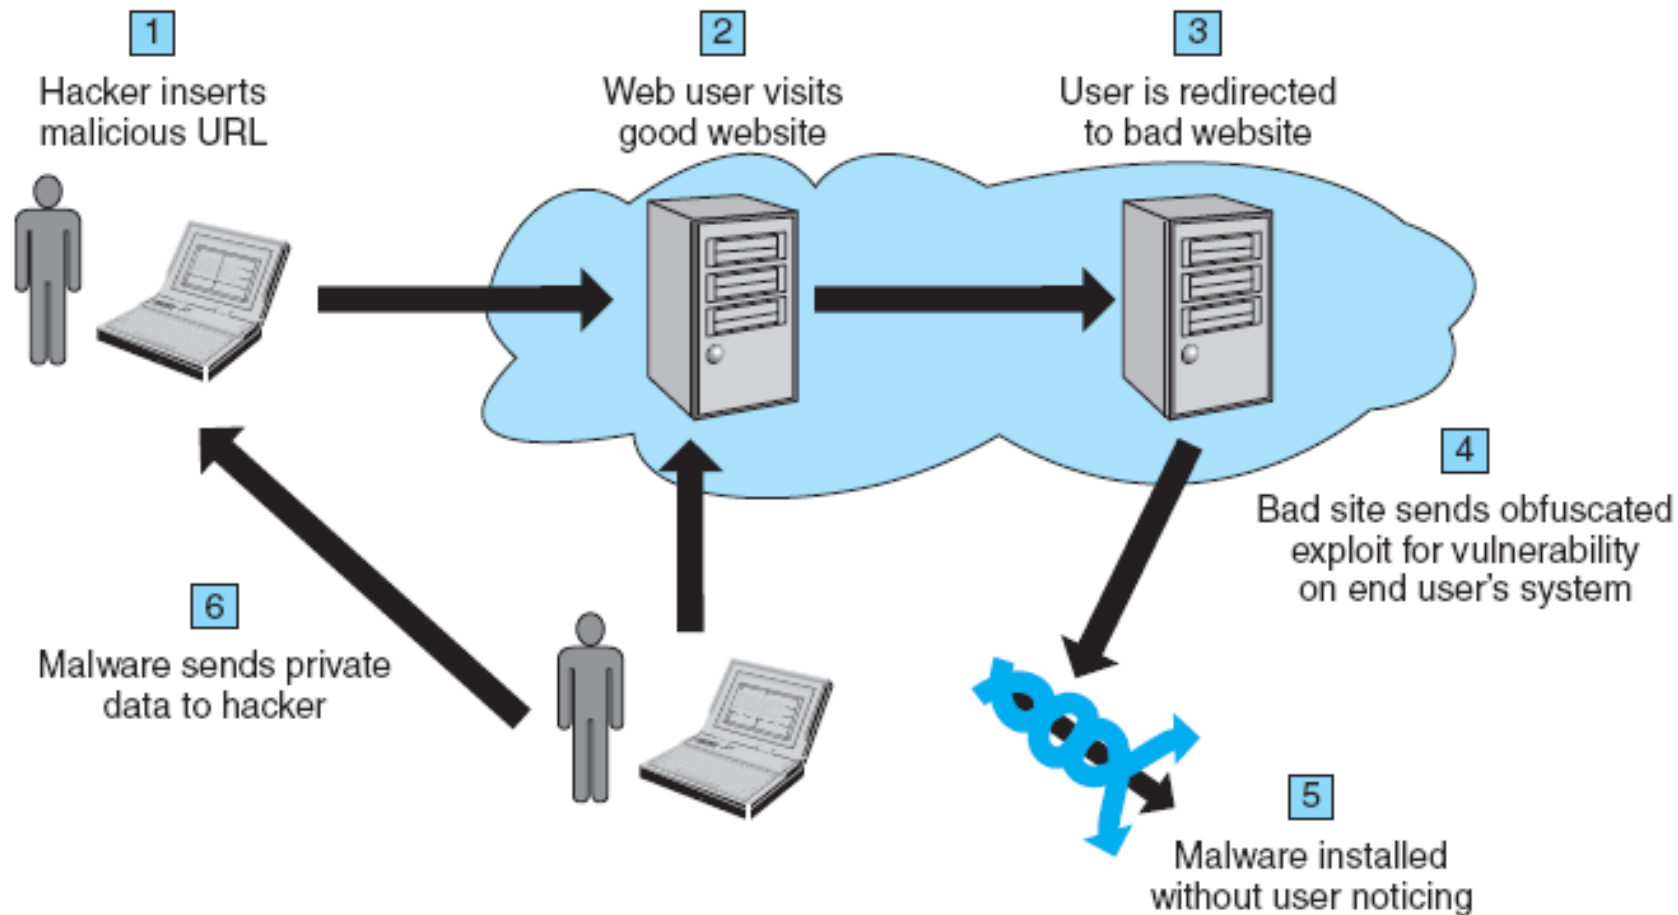 1
Hacker inserts
malicious URL
2
Web user visits
good website
3
User is redirected
to bad website
4
Bad site sends obfuscated
exploit for vulnerability
on end user's system
5
Malware installed
without user noticing
6
Malware sends private
data to hacker